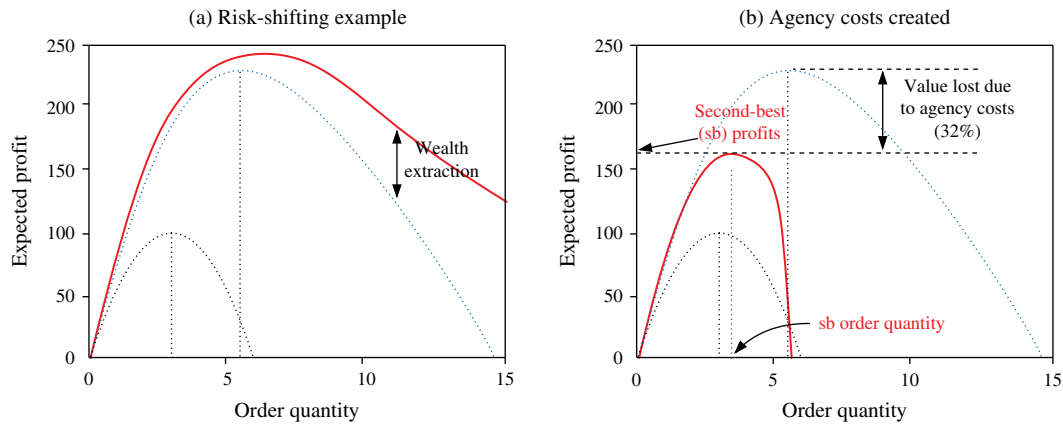 (a) Risk-shifting example
250
200
150
100
50
0
0
5
10
15
Expected profit
Order quantity
Wealth
extraction
(b) Agency costs created
250
200
150
100
50
0
0
5
10
15
Expected profit
Order quantity
Second-best
(sb) profits
Value lost due
to agency costs
(32%)
sb order quantity